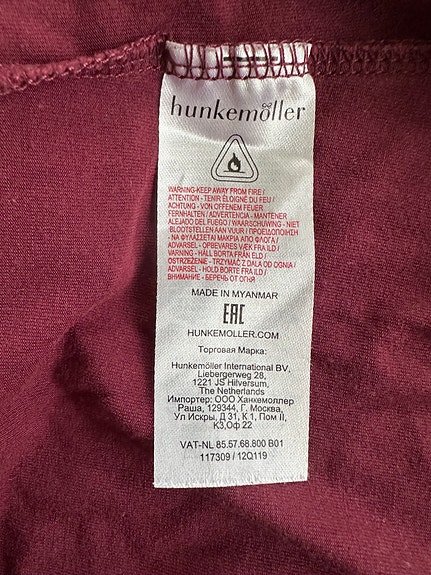 hunkemöller
WARNING-KEEP AWAY FROM FIRE /
ATTENTION - TENIR ÉLOIGNÉ DU FEU /
ACHTUNG - VON OFFENEM FEUER
FERNHALTEN / ADVERTENCIA - MANTENER
ALEJADO DEL FUEGO / WAARSCHUWING - NIET
BLOOTSTELLEN AAN VUUR / ΠΡΟΕΙΔΟΠΟΙΗΣΗ
- ΝΑ ΦΥΛΑΣΣΕΤΑΙ ΜΑΚΡΙΑ ΑΠΟ ΦΛΟΓΑ /
ADVARSEL - OPBEVARES VÆK FRA ILD /
VARNING - HÅLL BORTA FRÅN ELD /
OSTRZEŻENIE - TRZYMAĆ Z DALA OD OGNIA /
ADVARSEL - HOLD BORTE FRA ILD /
ВНИМАНИЕ - БЕРЕЧЬ ОТ ОГНЯ
MADE IN MYANMAR
EAC
HUNKEMOLLER.COM
Торговая Марка:
Hunkemöller International BV,
Liebergerweg 28,
1221 JS Hilversum,
The Netherlands
Импортер: ООО Ханкемоллер
Раша, 129344, Г. Москва,
Ул Искры, Д 31, К 1, Пом II,
К3,Оф 22
VAT-NL 85.57.68.800 B01
117309 / 12Q119